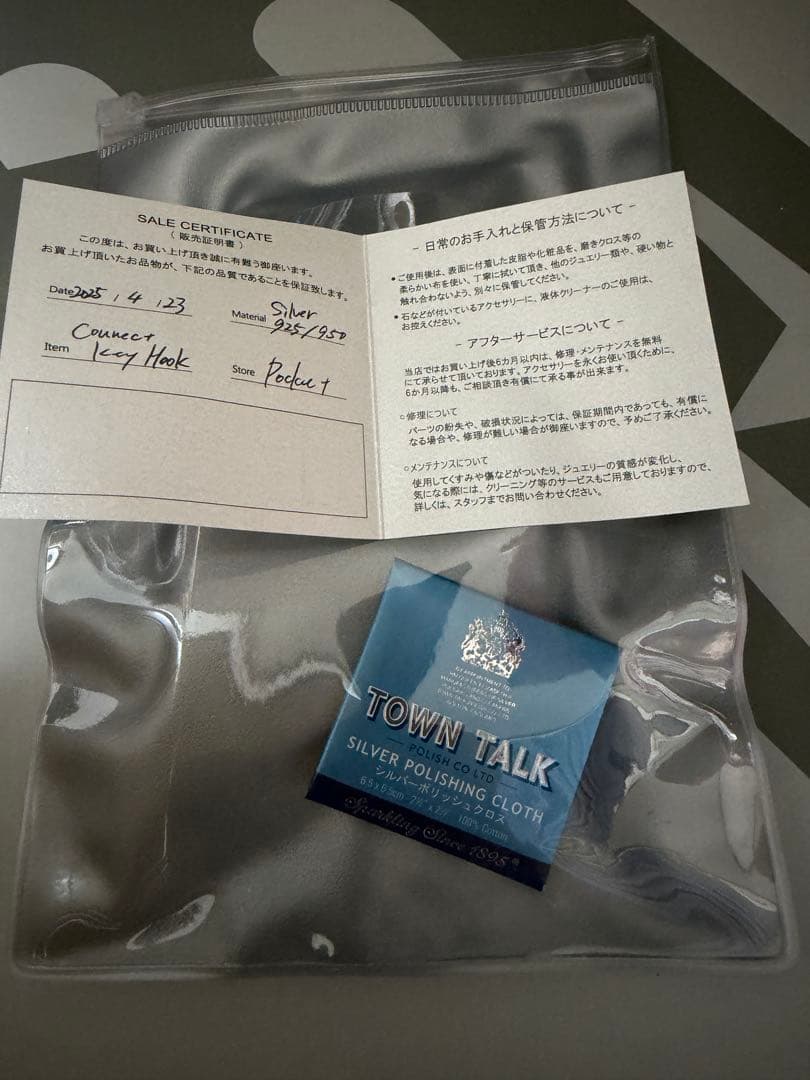 SALE CERTIFICATE
（ 販売証明書 ）
この度は、お買い上げ頂き誠に有難う御座います。
お買上げ頂いたお品物が、下記の品質であることを保証致します。
Date 2025 , 4 , 23
Material Silver 925/950
Item Connect Key Hook
Store Pocket
- 日常のお手入れと保管方法について -
● ご使用後は、表面に付着した皮脂や化粧品を、磨きクロス等の
柔らかい布を使い、丁寧に拭いて頂き、他のジュエリー類や、硬い物と
触れ合わないよう、別々に保管してください。
● 石などが付いているアクセサリーに、液体クリーナーのご使用は、
お控えください。
- アフターサービスについて -
当店ではお買い上げ後6カ月以内は、修理・メンテナンスを無料
にて承らせて頂いております。アクセサリーを永くお使い頂くために、
6か月以降も、ご相談頂き有償にて承る事が出来ます。
○修理について
パーツの紛失や、破損状況によっては、保証期間内であっても、有償に
なる場合や、修理が難しい場合が御座いますので、予めご了承ください。
○メンテナンスについて
使用してくすみや傷などがついたり、ジュエリーの質感が変化し、
気になる際には、クリーニング等のサービスもご用意しておりますので、
詳しくは、スタッフまでお問い合わせください。
BY APPOINTMENT TO
TOWN TALK
POLISH CO LTD
SILVER POLISHING CLOTH
シルバーポリッシュクロス
100% Cotton
Sparkling Since 1895